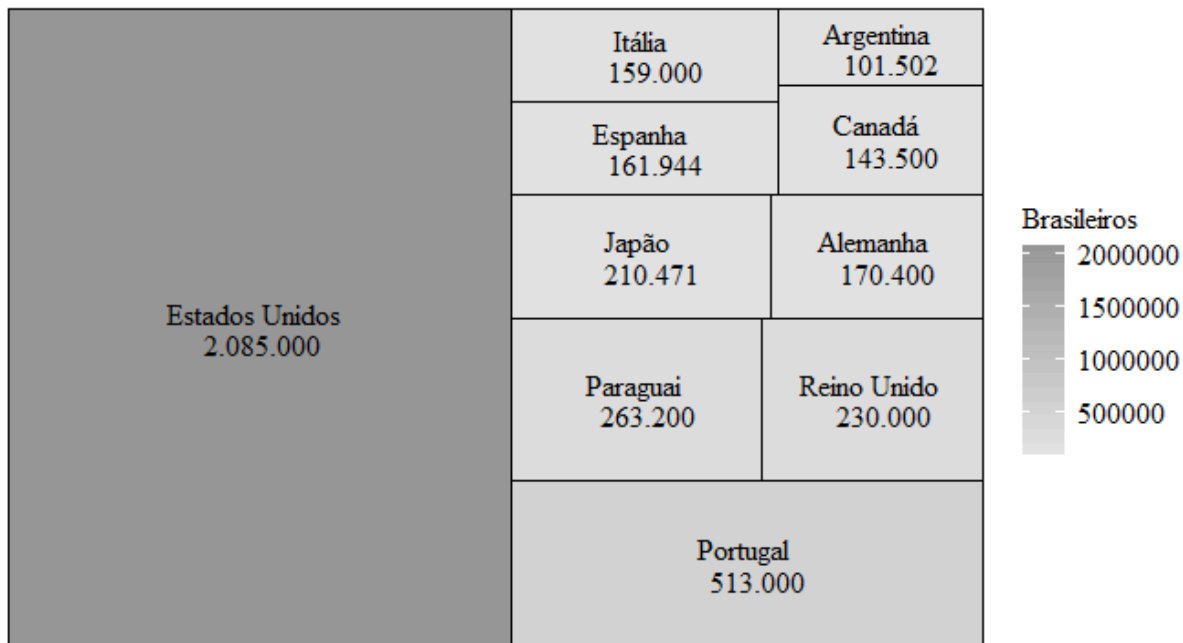 Estados Unidos
2.085.000
Itália
159.000
Argentina
101.502
Espanha
161.944
Canadá
143.500
Japão
210.471
Alemanha
170.400
Paraguai
263.200
Reino Unido
230.000
Portugal
513.000
Brasileiros
2000000
1500000
1000000
500000